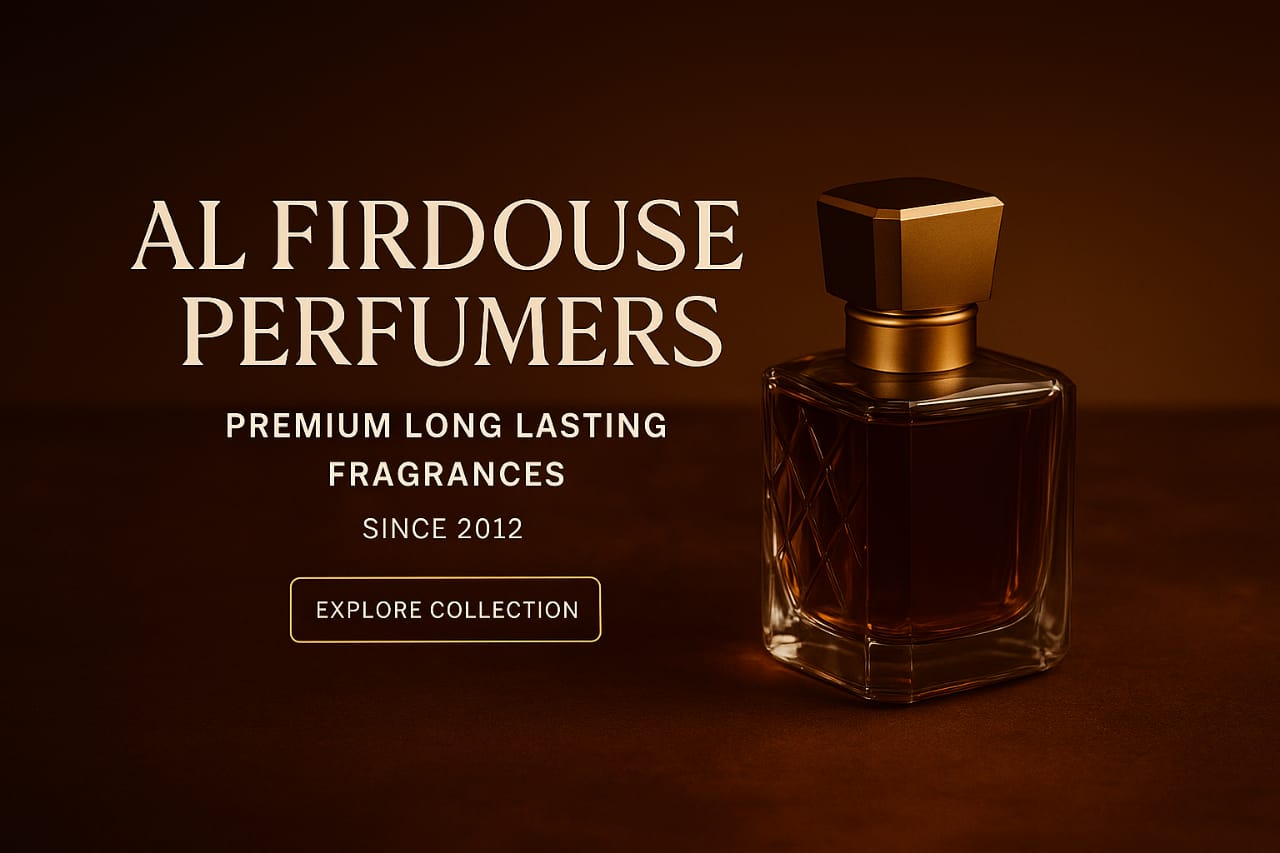 AL FIRDOUSE
PERFUMERS
PREMIUM LONG LASTING
FRAGRANCES
SINCE 2012
EXPLORE COLLECTION